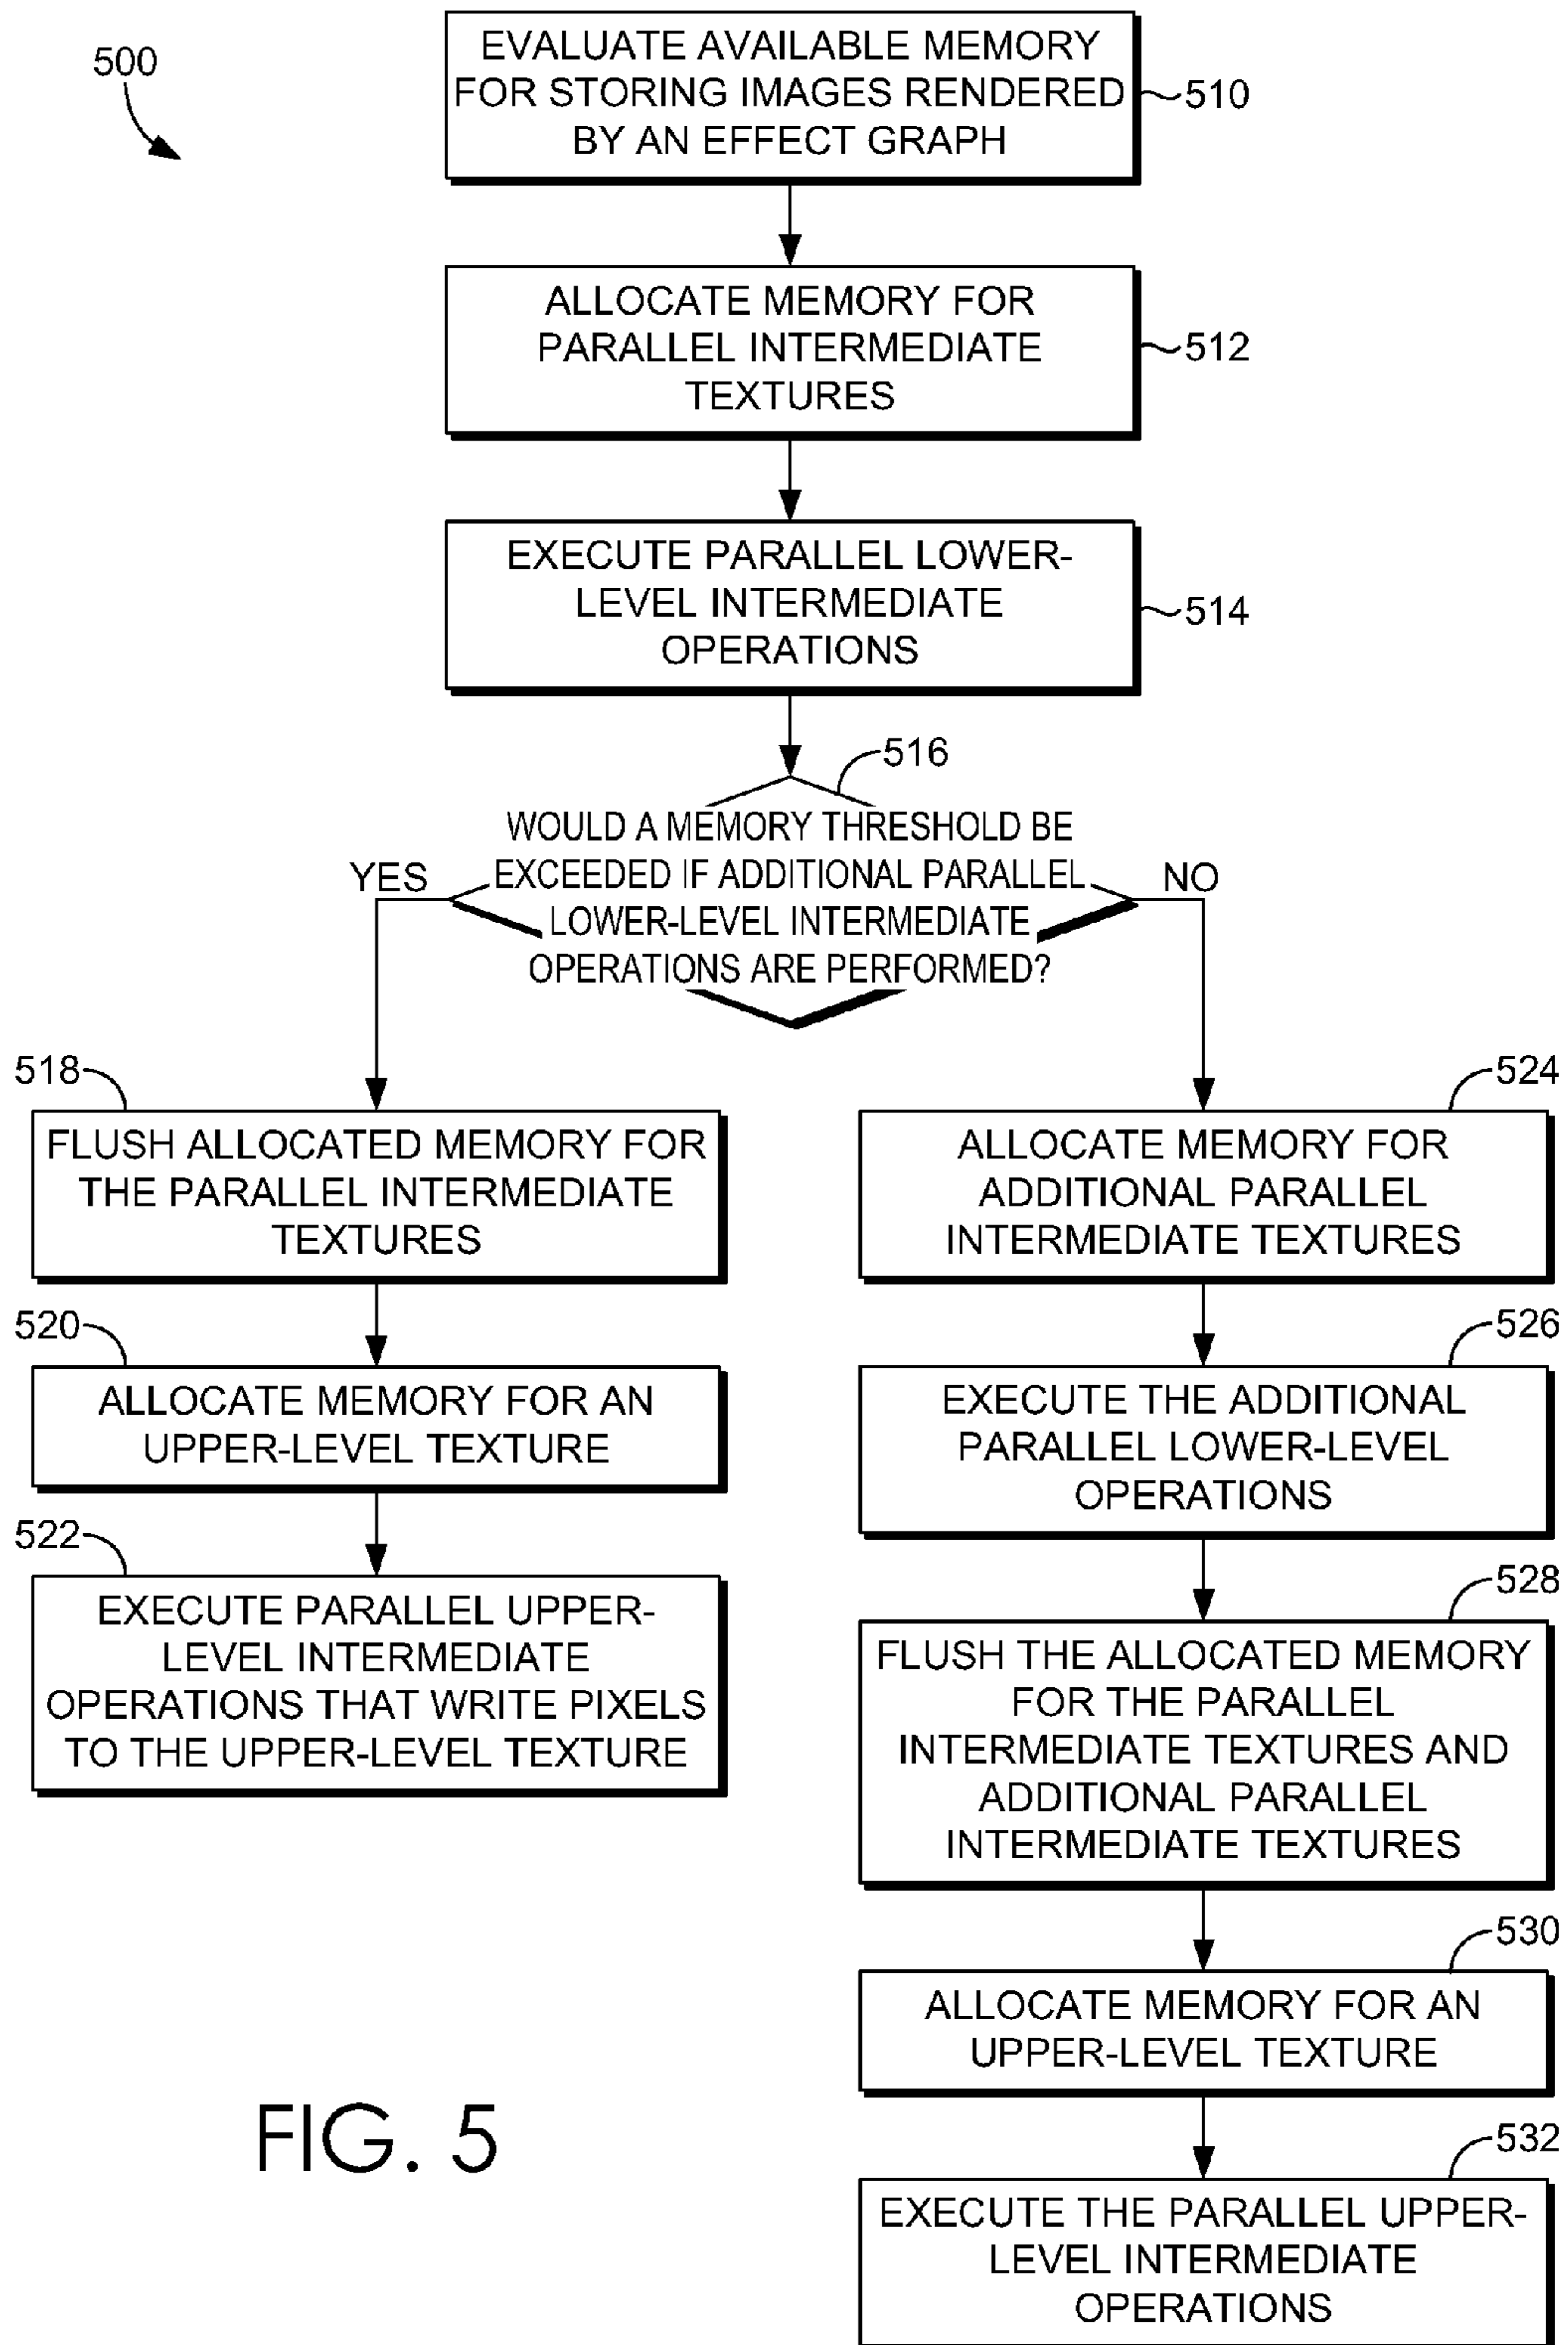 500
EVALUATE AVAILABLE MEMORY
FOR STORING IMAGES RENDERED
BY AN EFFECT GRAPH
510
ALLOCATE MEMORY FOR
PARALLEL INTERMEDIATE
TEXTURES
512
EXECUTE PARALLEL LOWER-
LEVEL INTERMEDIATE
OPERATIONS
514
516
WOULD A MEMORY THRESHOLD BE
EXCEEDED IF ADDITIONAL PARALLEL
LOWER-LEVEL INTERMEDIATE
OPERATIONS ARE PERFORMED?
YES
NO
518
FLUSH ALLOCATED MEMORY FOR
THE PARALLEL INTERMEDIATE
TEXTURES
520
ALLOCATE MEMORY FOR AN
UPPER-LEVEL TEXTURE
522
EXECUTE PARALLEL UPPER-
LEVEL INTERMEDIATE
OPERATIONS THAT WRITE PIXELS
TO THE UPPER-LEVEL TEXTURE
524
ALLOCATE MEMORY FOR
ADDITIONAL PARALLEL
INTERMEDIATE TEXTURES
526
EXECUTE THE ADDITIONAL
PARALLEL LOWER-LEVEL
OPERATIONS
528
FLUSH THE ALLOCATED MEMORY
FOR THE PARALLEL
INTERMEDIATE TEXTURES AND
ADDITIONAL PARALLEL
INTERMEDIATE TEXTURES
530
ALLOCATE MEMORY FOR AN
UPPER-LEVEL TEXTURE
532
EXECUTE THE PARALLEL UPPER-
LEVEL INTERMEDIATE
OPERATIONS
FIG. 5